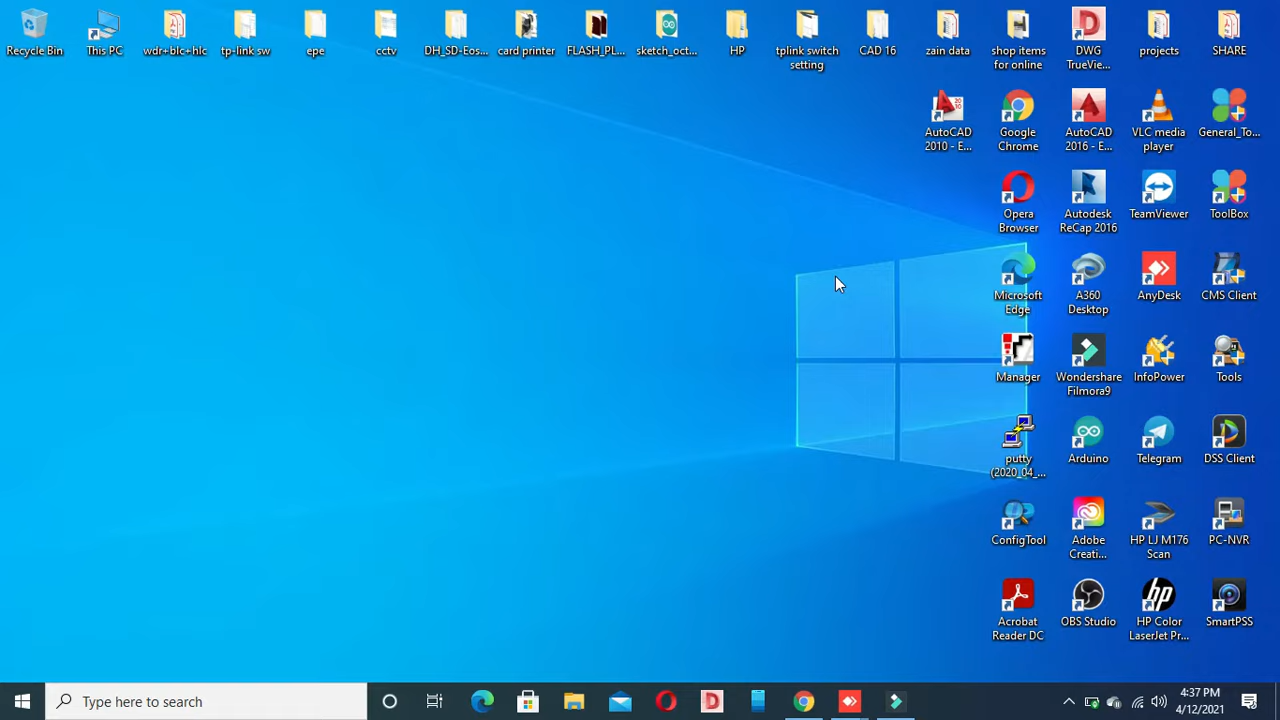 Recycle Bin
This PC
wdr+blc+hlc
tp-link sw
epe
cctv
DH_SD-Eos...
card printer
FLASH_PL...
sketch_oct...
HP
tplink switch
setting
CAD 16
zain data
shop items
for online
DWG
TrueVie...
projects
SHARE
AutoCAD
2010 - E...
Google
Chrome
AutoCAD
2016 - E...
VLC media
player
General_To...
Opera
Browser
Autodesk
ReCap 2016
TeamViewer
ToolBox
Microsoft
Edge
A360
Desktop
AnyDesk
CMS Client
Manager
Wondershare
Filmora9
InfoPower
Tools
putty
(2020_04_...
Arduino
Telegram
DSS Client
ConfigTool
Adobe
Creati...
HP LJ M176
Scan
PC-NVR
Acrobat
Reader DC
OBS Studio
HP Color
LaserJet Pr...
SmartPSS
Type here to search
4:37 PM
4/12/2021